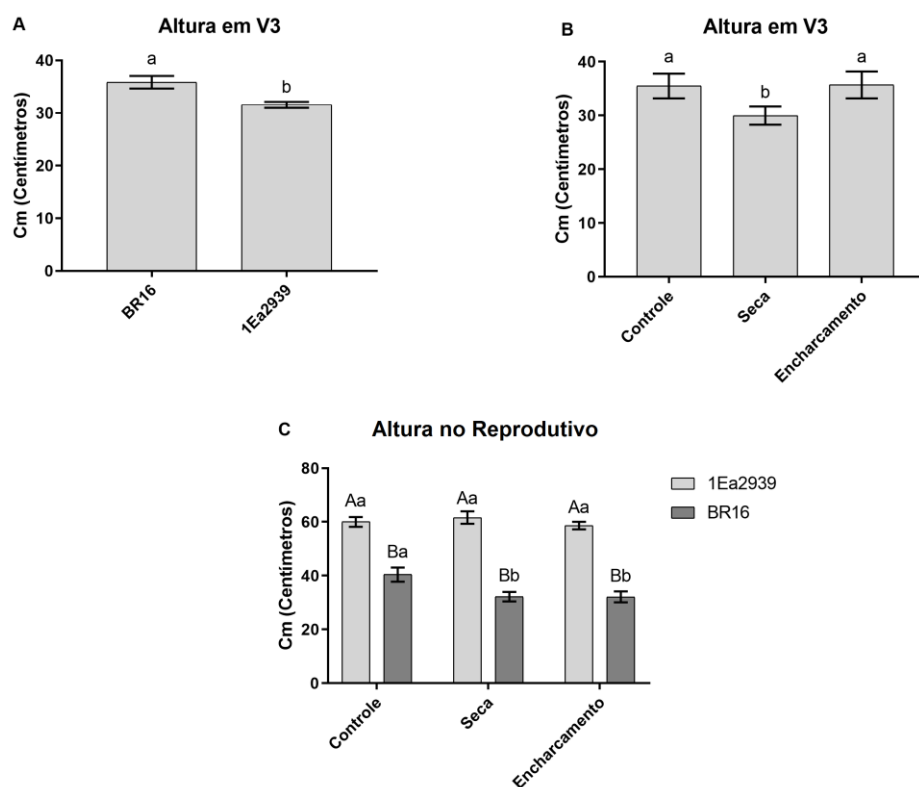 A
Altura em V3
Cm (Centímetros)
40
30
20
10
0
a
b
BR16
1Ea2939
B
Altura em V3
Cm (Centímetros)
40
30
20
10
0
a
b
a
Controle
Seca
Encharcamento
C
Altura no Reprodutivo
Cm (Centímetros)
80
60
40
20
0
Aa
Ba
Aa
Bb
Aa
Bb
Controle
Seca
Encharcamento
1Ea2939
BR16